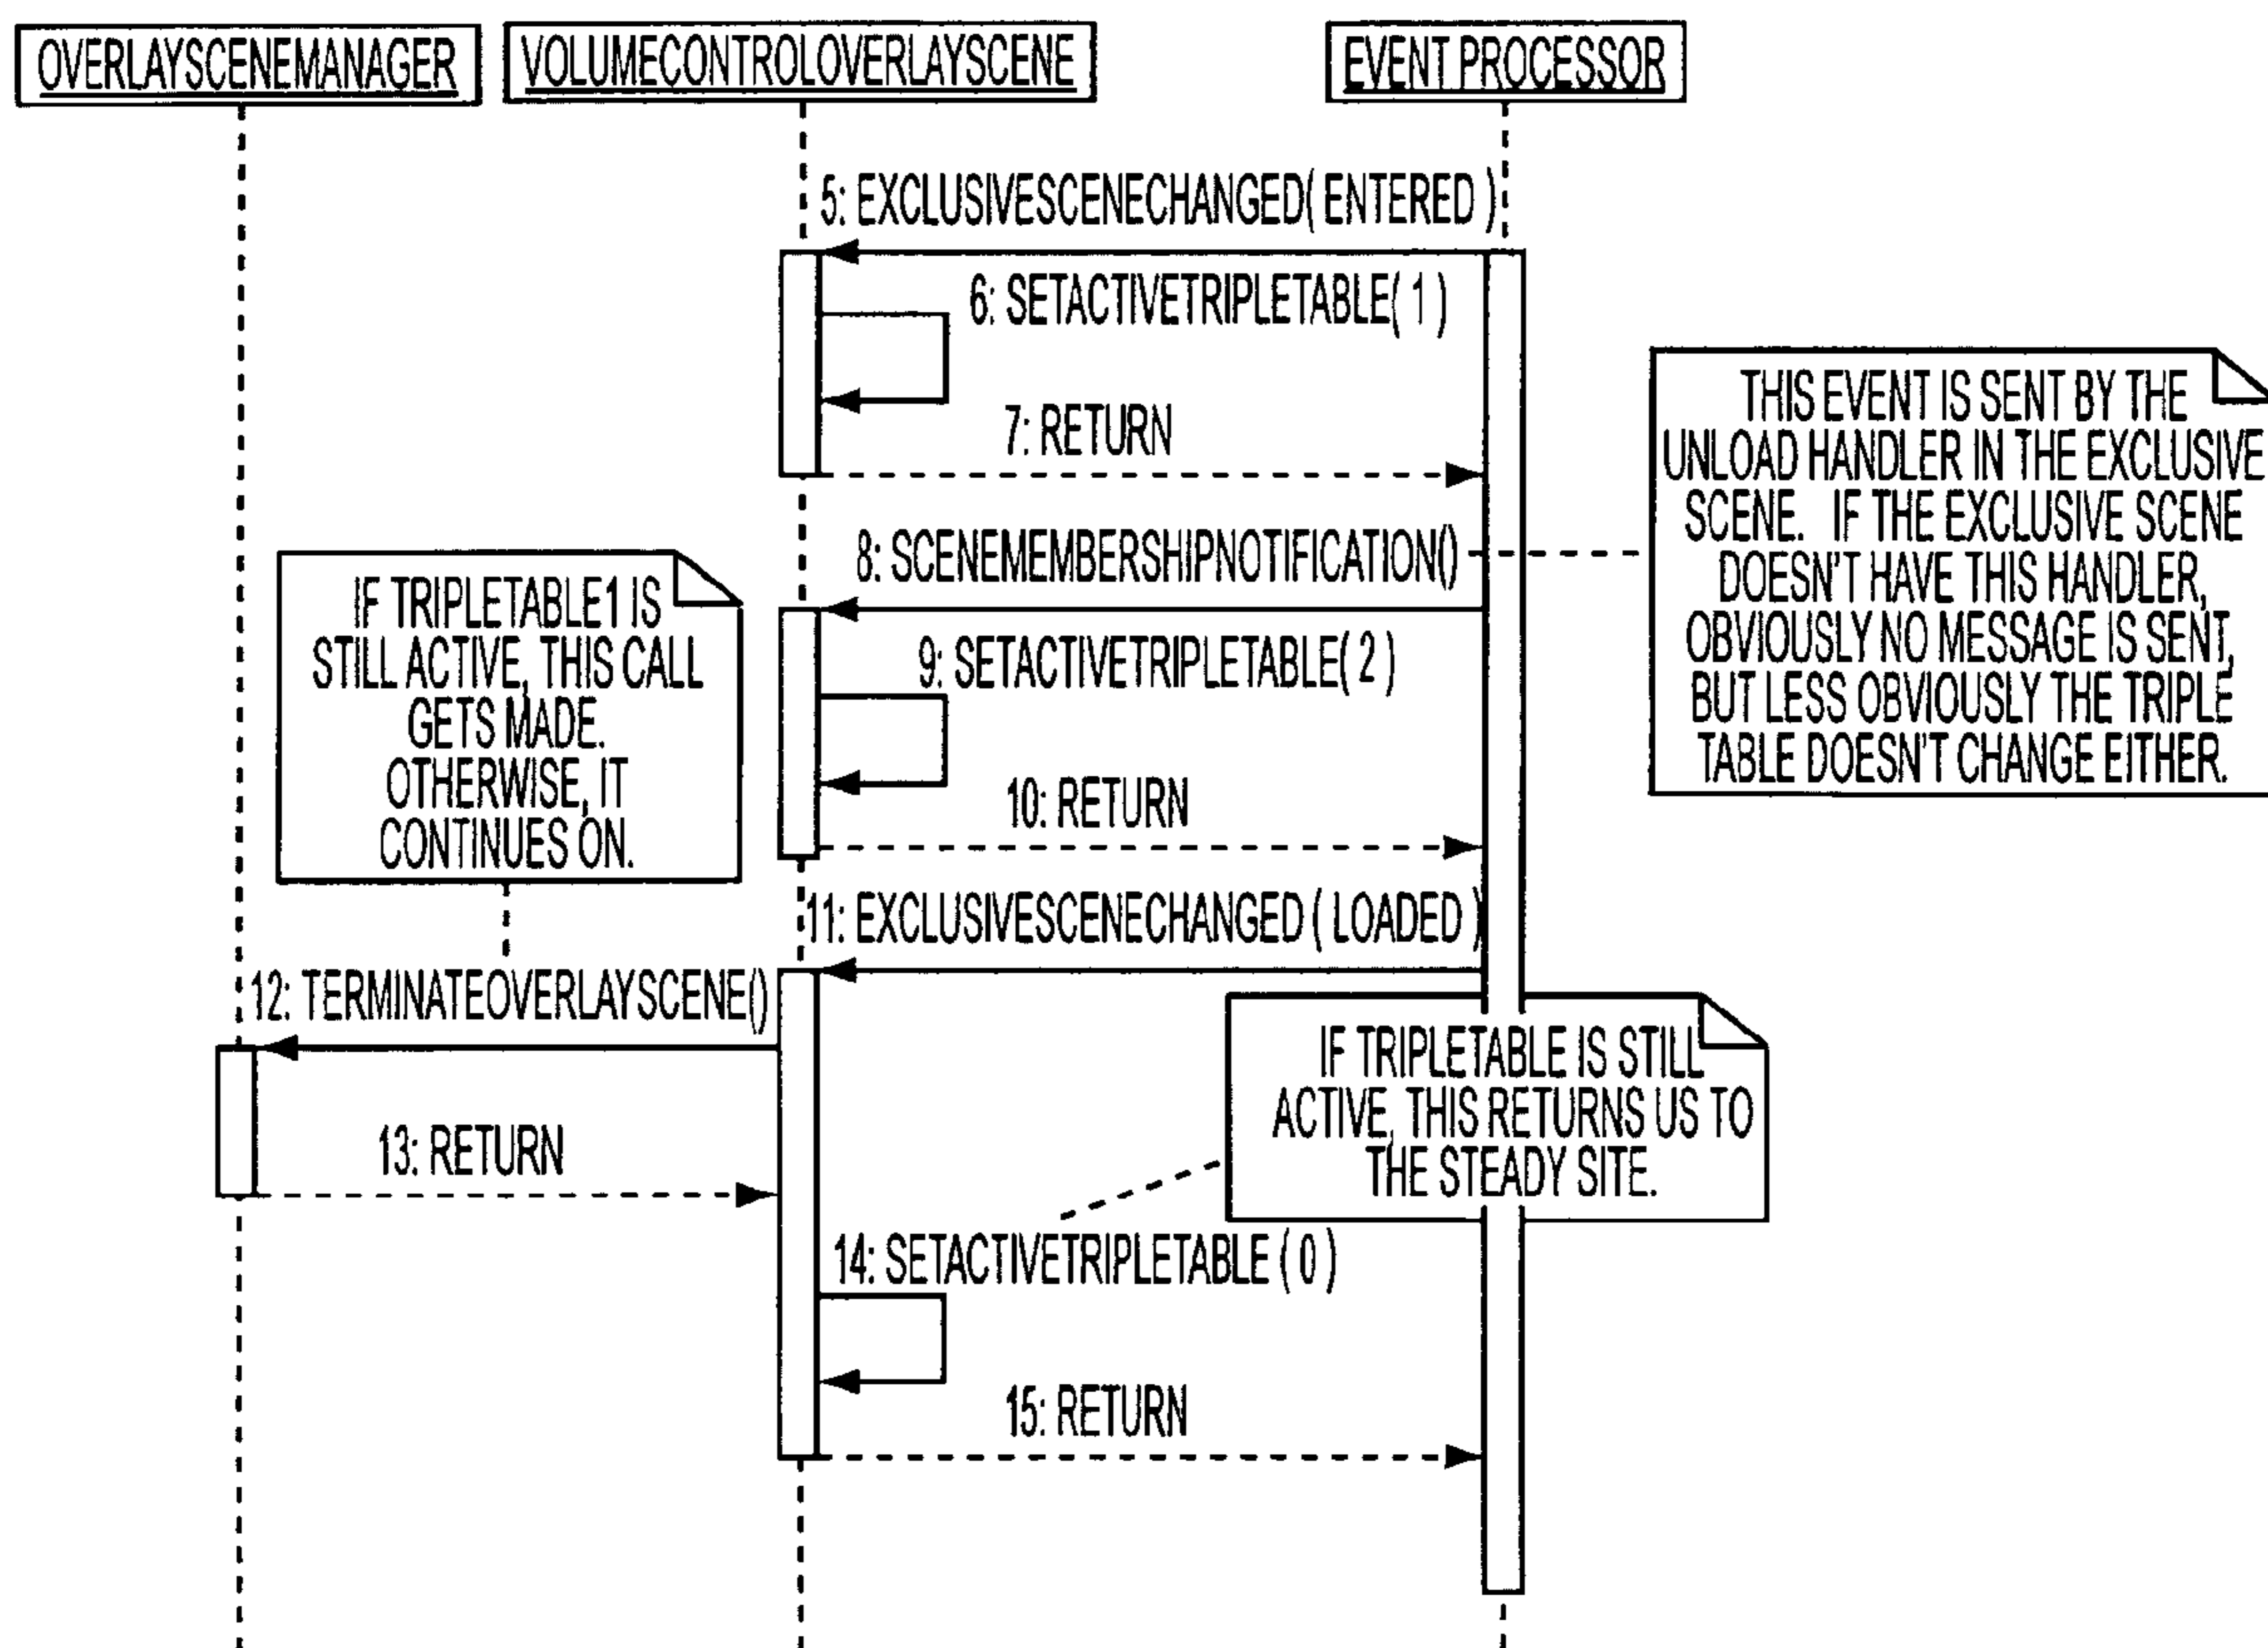 OVERLAYSCENEMANAGER
VOLUMECONTROLOVERLAYSCENE
EVENT PROCESSOR
5: EXCLUSIVESCENECHANGED( ENTERED )
6: SETACTIVETRIPLETABLE( 1 )
7: RETURN
THIS EVENT IS SENT BY THE
UNLOAD HANDLER IN THE EXCLUSIVE
SCENE. IF THE EXCLUSIVE SCENE
DOESN'T HAVE THIS HANDLER,
OBVIOUSLY NO MESSAGE IS SENT,
BUT LESS OBVIOUSLY THE TRIPLE
TABLE DOESN'T CHANGE EITHER.
8: SCENEMEMBERSHIPNOTIFICATION()
IF TRIPLETABLE1 IS
STILL ACTIVE, THIS CALL
GETS MADE.
OTHERWISE, IT
CONTINUES ON.
9: SETACTIVETRIPLETABLE( 2 )
10: RETURN
11: EXCLUSIVESCENECHANGED ( LOADED )
12: TERMINATEOVERLAYSCENE()
IF TRIPLETABLE IS STILL
ACTIVE, THIS RETURNS US TO
THE STEADY SITE.
13: RETURN
14: SETACTIVETRIPLETABLE ( 0 )
15: RETURN